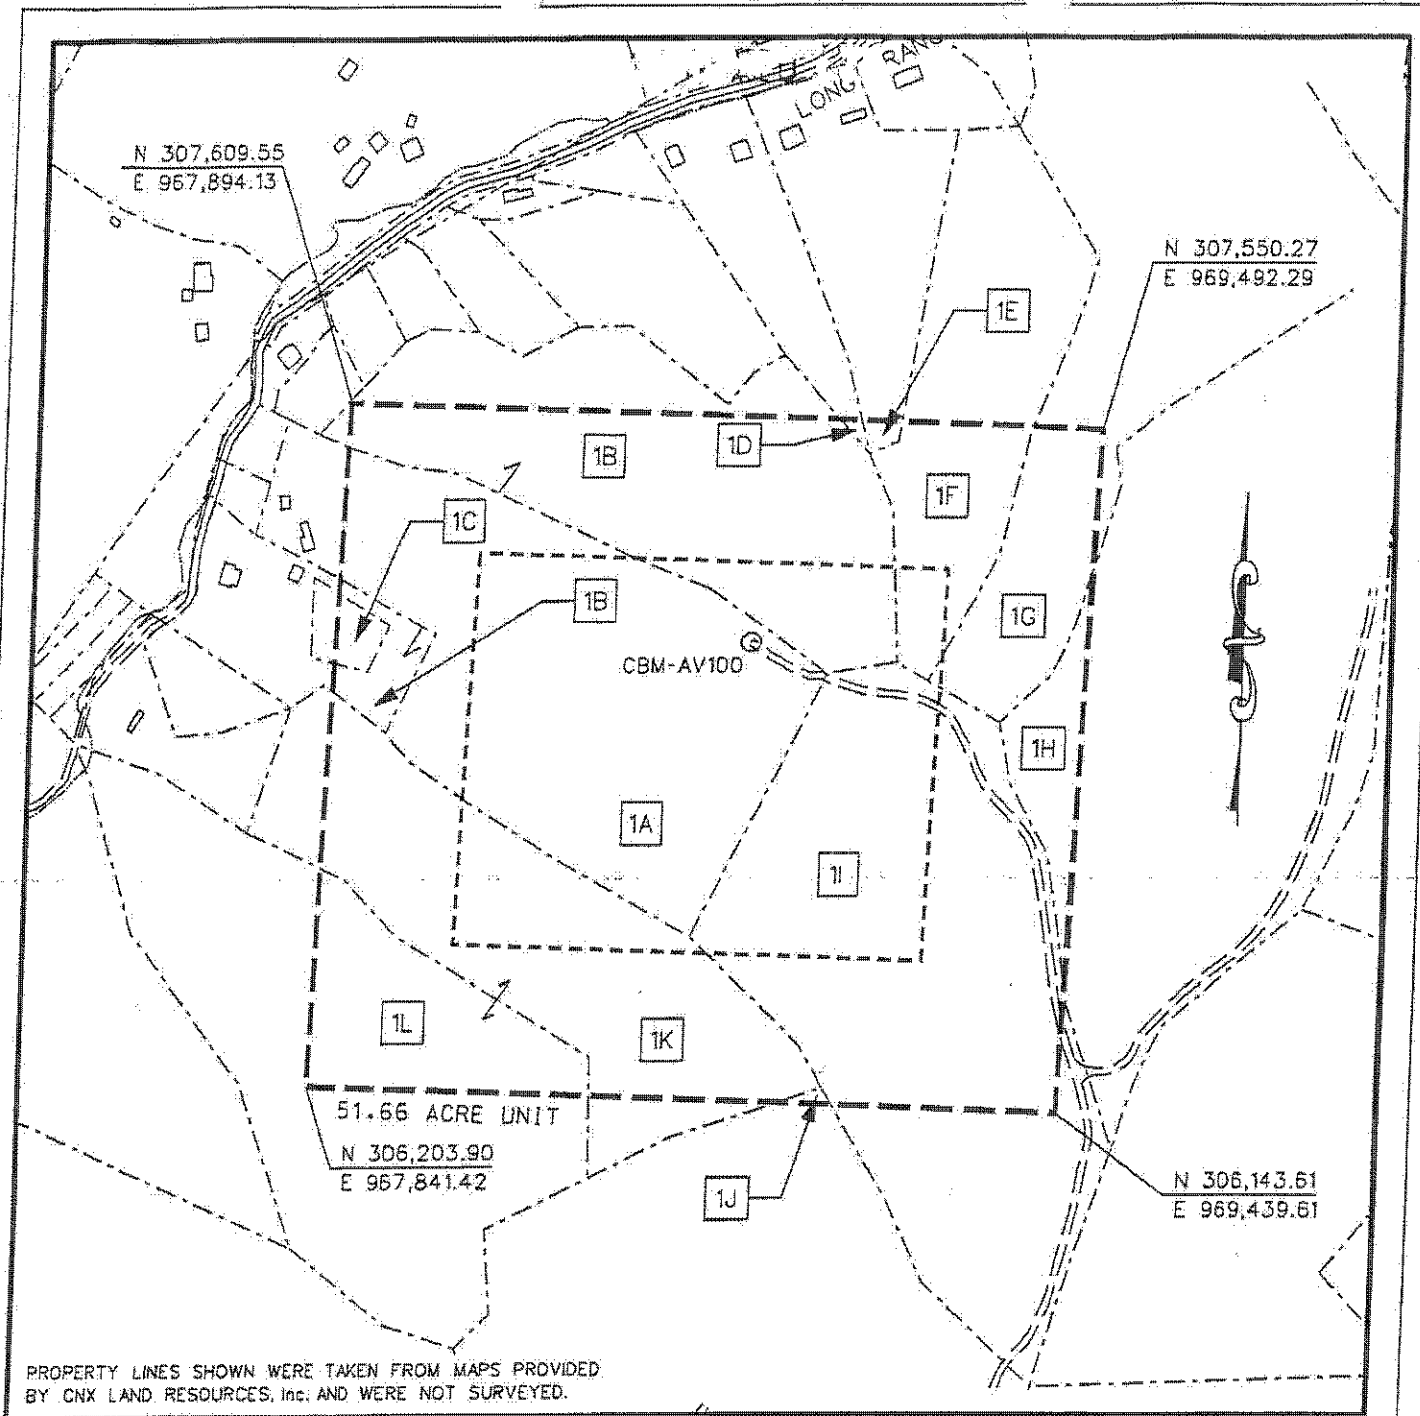 LONG
N 307,609.55
E 967,894.13
N 307,550.27
E 969,492.29
1E
1D
1B
1F
1C
1B
1G
CBM-AV100
1H
1A
1I
1L
1K
51.66 ACRE UNIT
N 306,203.90
E 967,841.42
1J
N 306,143.61
E 969,439.61
PROPERTY LINES SHOWN WERE TAKEN FROM MAPS PROVIDED
BY CNX LAND RESOURCES, Inc. AND WERE NOT SURVEYED.